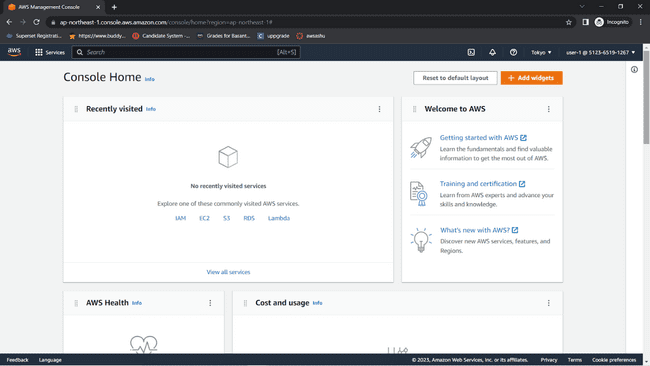 AWS Management Console
ap-northeast-1.console.aws.amazon.com/console/home?region=ap-northeast-1#
Incognito
Superset Registrati...
https://www.buddy...
Candidate System -...
Grades for Basant...
uppgrade
awsashu
aws
Services
Search
[Alt+S]
Tokyo
user-1 @ 5123-6519-1267
Console Home
Info
Reset to default layout
Add widgets
Recently visited
Info
No recently visited services
Explore one of these commonly visited AWS services.
IAM EC2 S3 RDS Lambda
View all services
Welcome to AWS
Getting started with AWS
Learn the fundamentals and find valuable
information to get the most out of AWS.
Training and certification
Learn from AWS experts and advance your
skills and knowledge.
What's new with AWS?
Discover new AWS services, features, and
Regions.
AWS Health
Info
Cost and usage
Info
Feedback
Language
© 2023, Amazon Web Services, Inc. or its affiliates.
Privacy
Terms
Cookie preferences